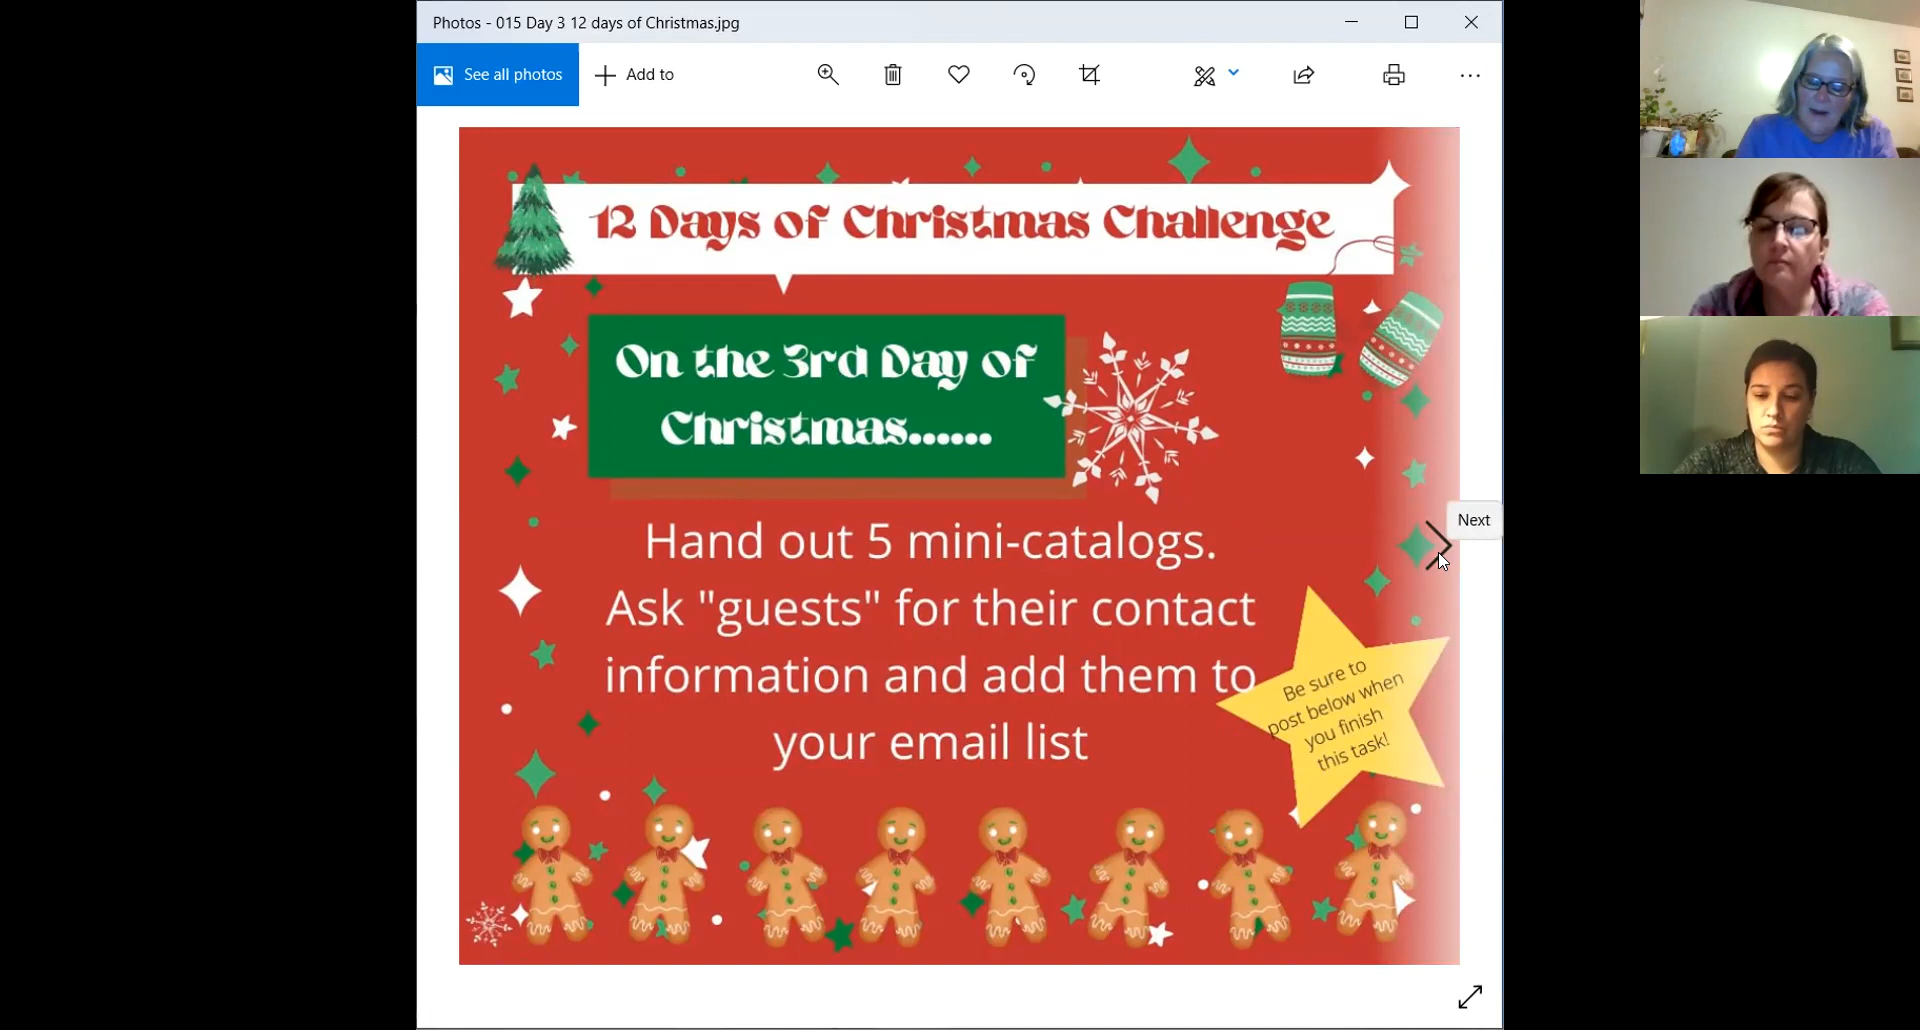 Photos - 015 Day 3 12 days of Christmas.jpg
See all photos
Add to
12 Days of Christmas Challenge
On the 3rd Day of
Christmas......
Next
Hand out 5 mini-catalogs.
Ask "guests" for their contact
information and add them to
your email list
Be sure to
post below when
you finish
this task!